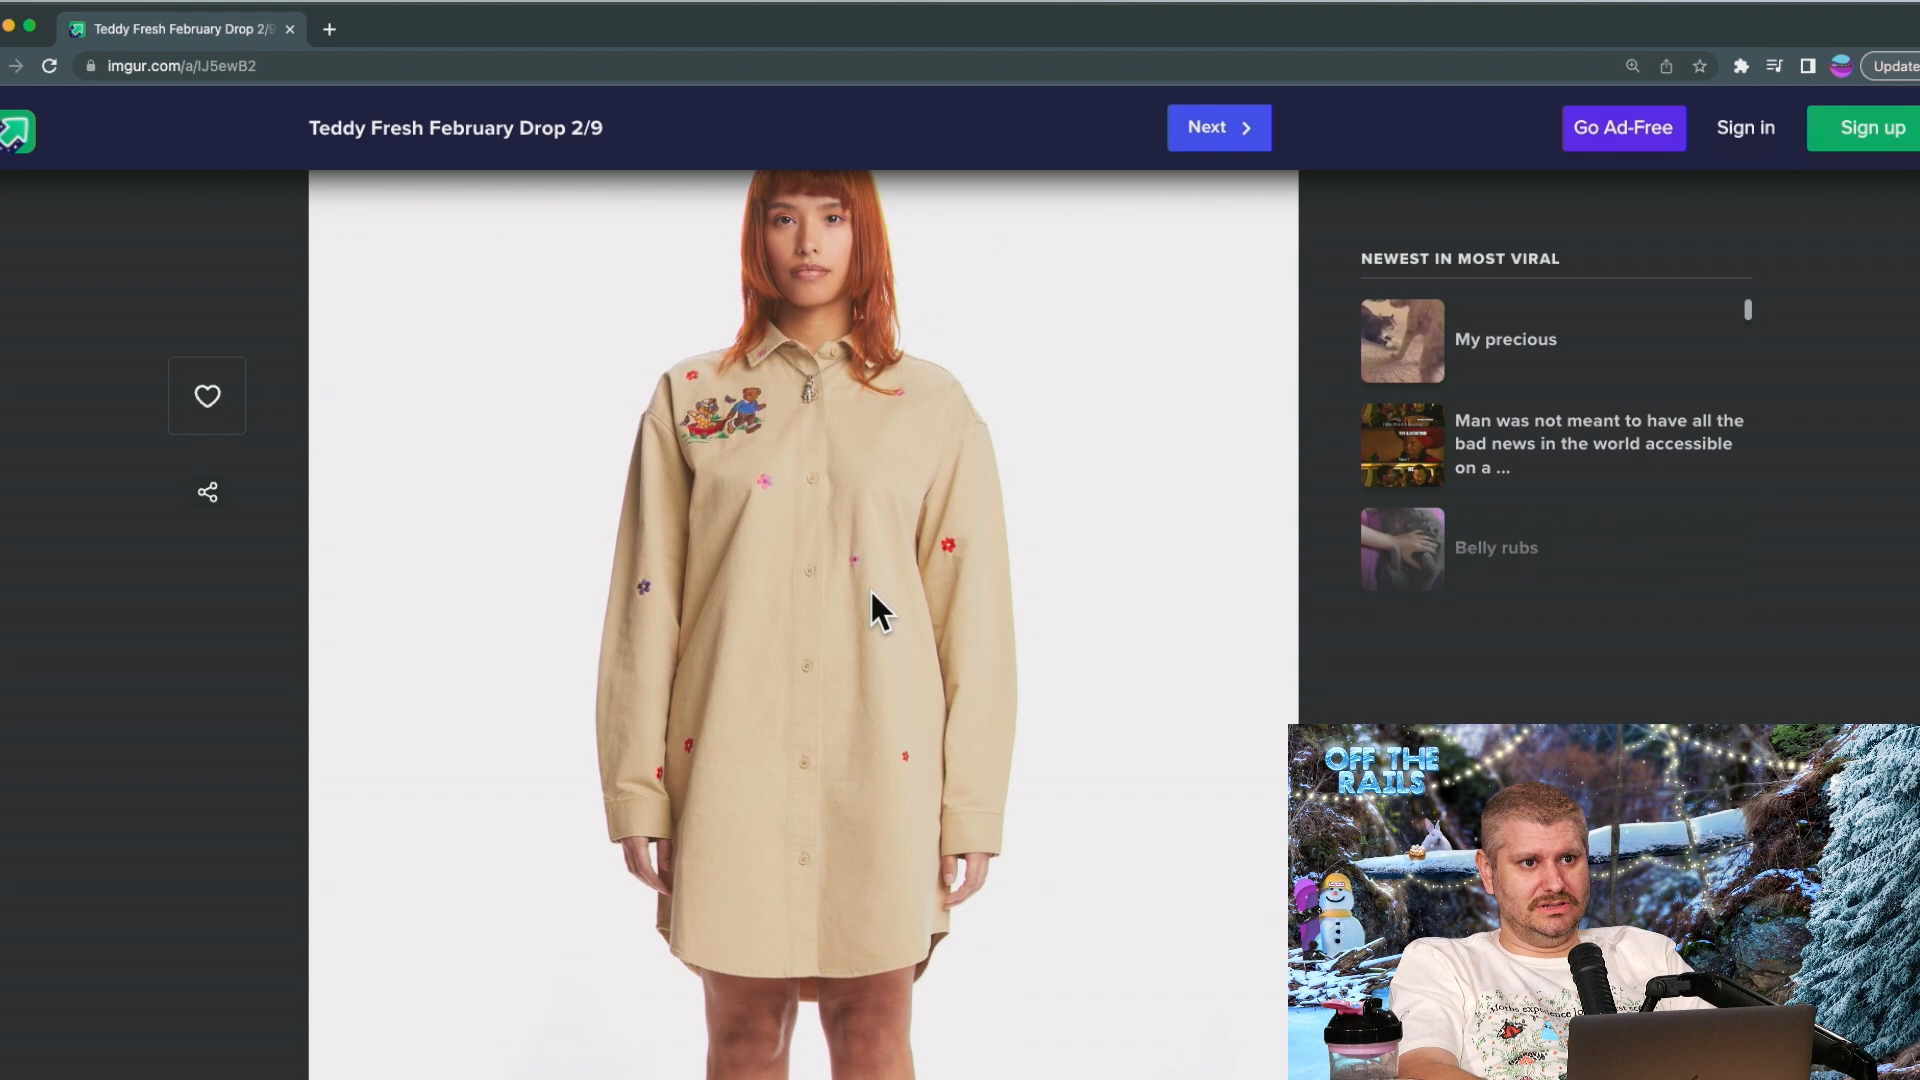 Teddy Fresh February Drop 2/9
imgur.com/a/IJ5ewB2
Update
Teddy Fresh February Drop 2/9
Next
Go Ad-Free
Sign in
Sign up
NEWEST IN MOST VIRAL
My precious
Man was not meant to have all the
bad news in the world accessible
on a ...
Belly rubs
OFF THE
RAILS